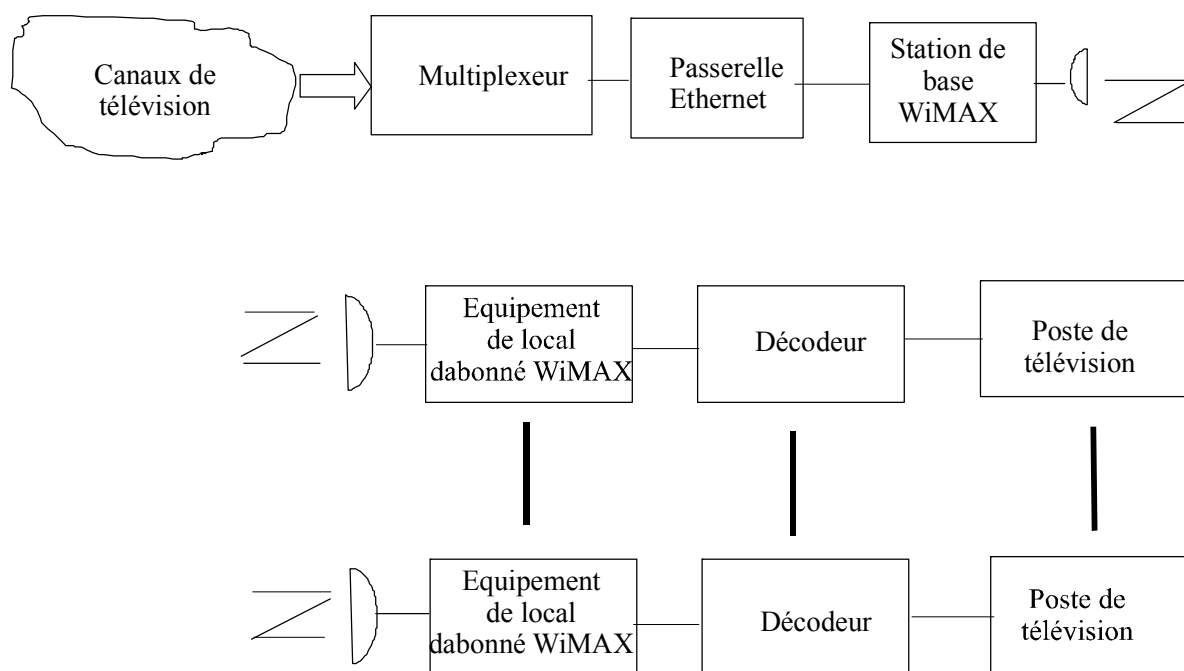 Canaux de
télévision
Multiplexeur
Passerelle
Ethernet
Station de
base
WiMAX
Equipement
de local
dabonné WiMAX
Décodeur
Poste de
télévision
Equipement
de local
dabonné WiMAX
Décodeur
Poste de
télévision